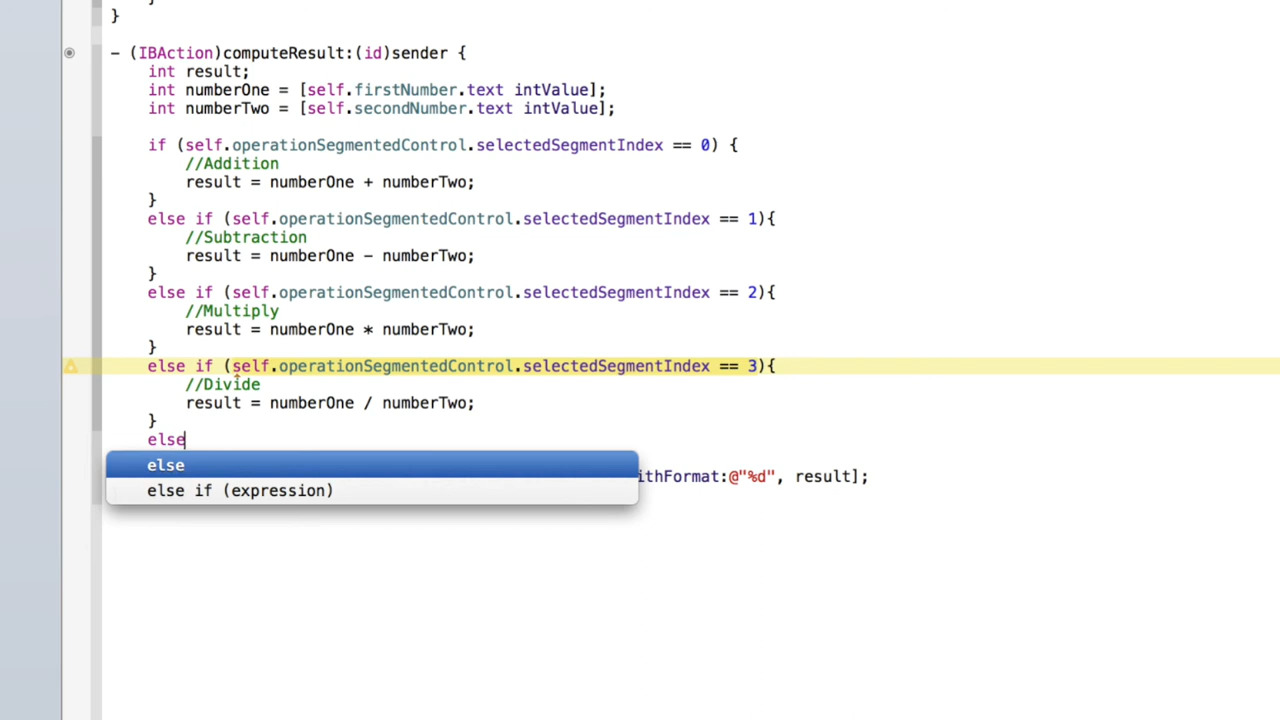 }
- (IBAction)computeResult:(id)sender {
int result;
int numberOne = [self.firstNumber.text intValue];
int numberTwo = [self.secondNumber.text intValue];
if (self.operationSegmentedControl.selectedSegmentIndex == 0) {
//Addition
result = numberOne + numberTwo;
}
else if (self.operationSegmentedControl.selectedSegmentIndex == 1){
//Subtraction
result = numberOne - numberTwo;
}
else if (self.operationSegmentedControl.selectedSegmentIndex == 2){
//Multiply
result = numberOne * numberTwo;
}
else if (self.operationSegmentedControl.selectedSegmentIndex == 3){
//Divide
result = numberOne / numberTwo;
}
else
else
ithFormat:@"%d", result];
else if (expression)